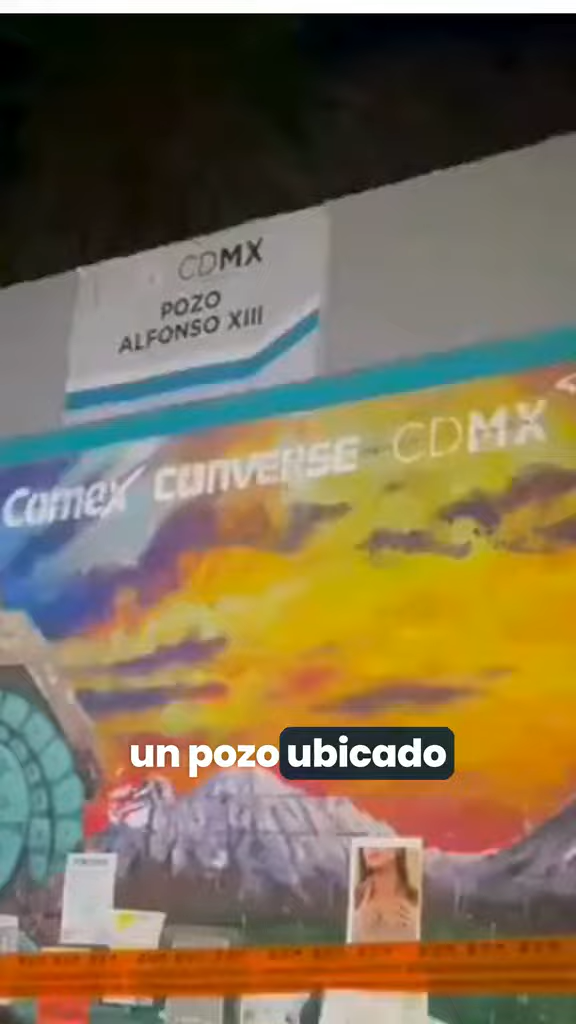 CDMX
POZO
ALFONSO XIII
Comex CONVERSE CDMX
un pozo ubicado